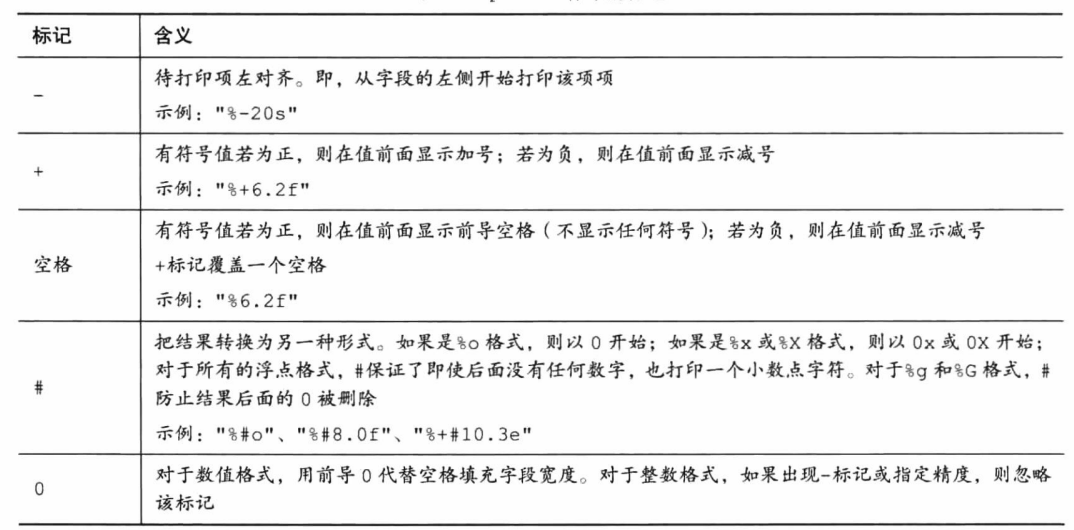 标记 含义
- 待打印项左对齐。即，从字段的左侧开始打印该项项
示例："%-20s"
+ 有符号值若为正，则在值前面显示加号；若为负，则在值前面显示减号
示例："%+6.2f"
空格 有符号值若为正，则在值前面显示前导空格（不显示任何符号）；若为负，则在值前面显示减号
+标记覆盖一个空格
示例："%6.2f"
# 把结果转换为另一种形式。如果是%o格式，则以0开始；如果是%x或%X格式，则以0x或0X开始；
对于所有的浮点格式，#保证了即使后面没有任何数字，也打印一个小数点字符。对于%g和%G格式，#
防止结果后面的0被删除
示例："%#o"、"%#8.0f"、"%+#10.3e"
0 对于数值格式，用前导0代替空格填充字段宽度。对于整数格式，如果出现-标记或指定精度，则忽略
该标记